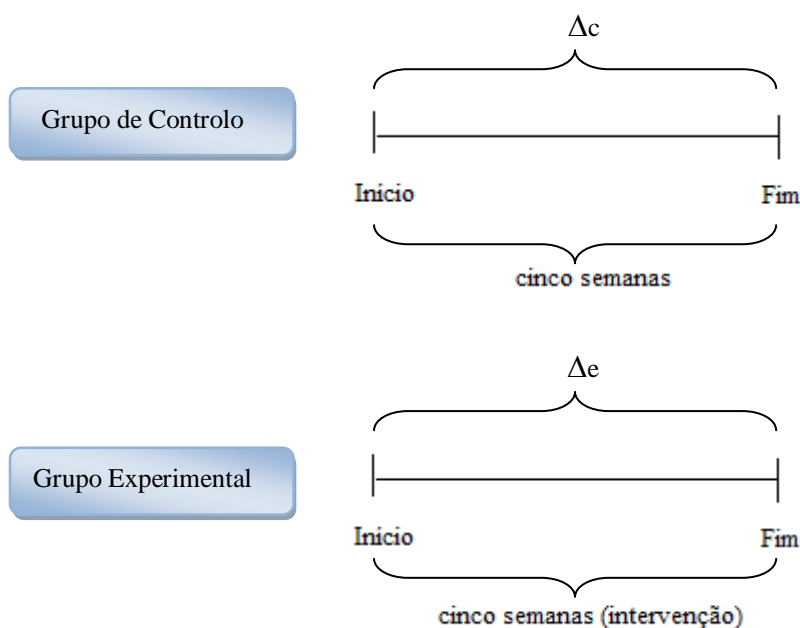 Δc
Grupo de Controlo
Início
Fim
cinco semanas
Δe
Grupo Experimental
Início
Fim
cinco semanas (intervenção)